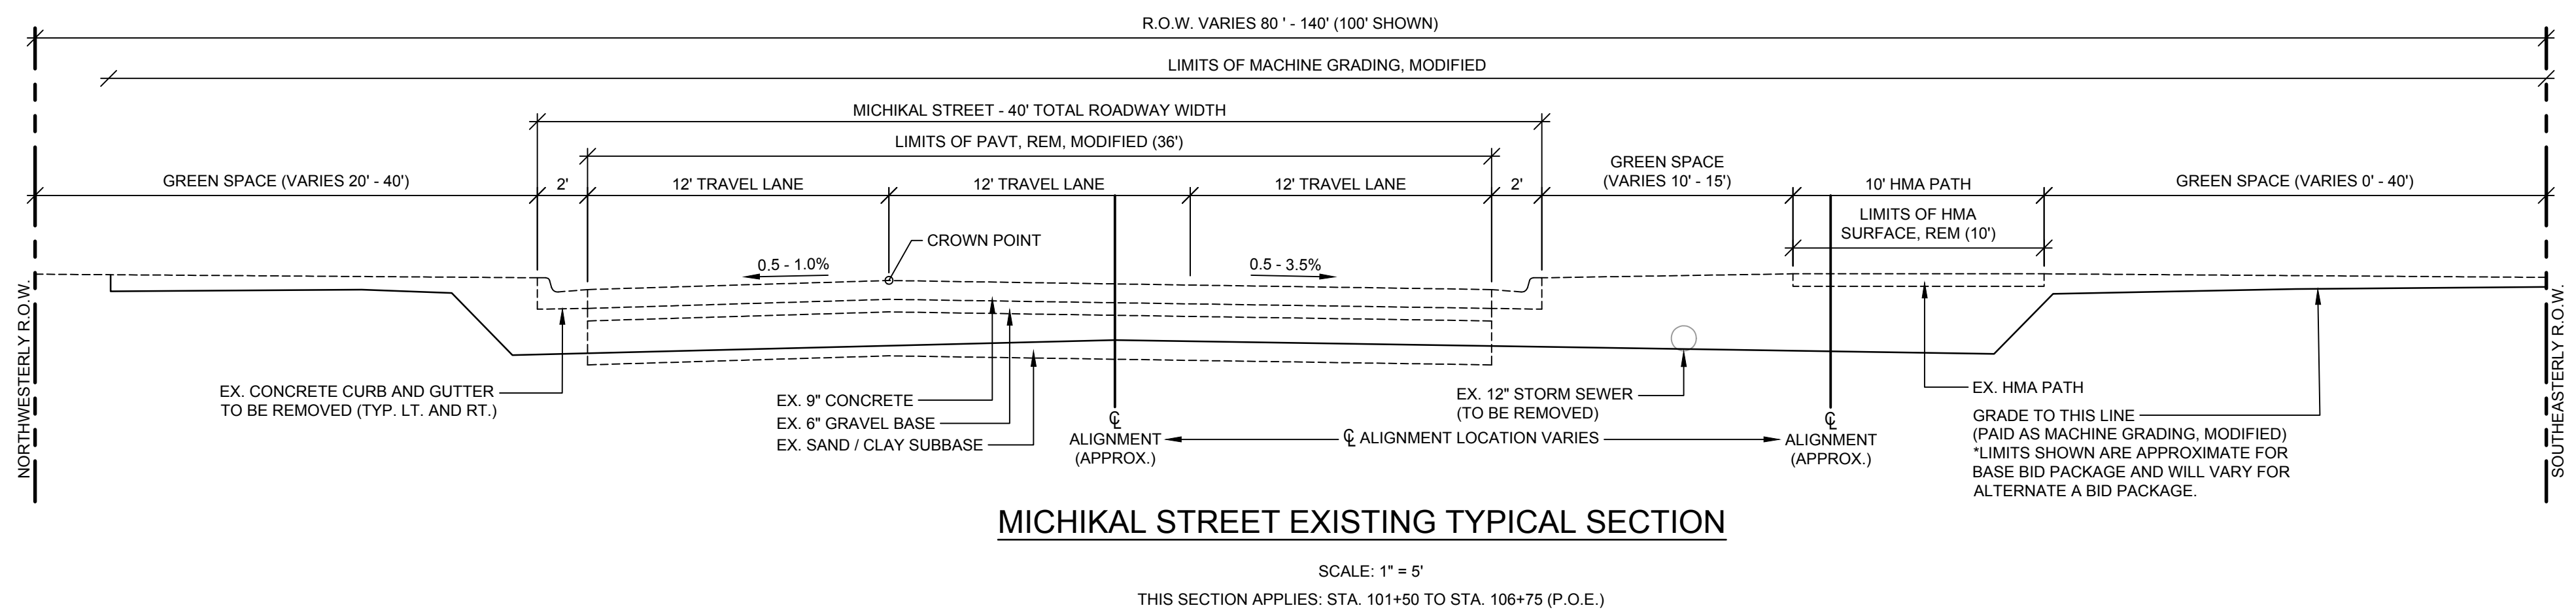 R.O.W. VARIES 80 ' - 140' (100' SHOWN)
LIMITS OF MACHINE GRADING, MODIFIED
MICHIKAL STREET - 40' TOTAL ROADWAY WIDTH
LIMITS OF PAVT, REM, MODIFIED (36')
GREEN SPACE (VARIES 20' - 40')
2'
12' TRAVEL LANE
12' TRAVEL LANE
12' TRAVEL LANE
2'
GREEN SPACE
(VARIES 10' - 15')
10' HMA PATH
GREEN SPACE (VARIES 0' - 40')
LIMITS OF HMA
SURFACE, REM (10')
CROWN POINT
0.5 - 1.0%
0.5 - 3.5%
NORTHWESTERLY R.O.W.
SOUTHEASTERLY R.O.W.
EX. CONCRETE CURB AND GUTTER
TO BE REMOVED (TYP. LT. AND RT.)
EX. 9" CONCRETE
EX. 6" GRAVEL BASE
EX. SAND / CLAY SUBBASE
℄
ALIGNMENT
(APPROX.)
℄ ALIGNMENT LOCATION VARIES
EX. 12" STORM SEWER
(TO BE REMOVED)
℄
ALIGNMENT
(APPROX.)
EX. HMA PATH
GRADE TO THIS LINE
(PAID AS MACHINE GRADING, MODIFIED)
*LIMITS SHOWN ARE APPROXIMATE FOR
BASE BID PACKAGE AND WILL VARY FOR
ALTERNATE A BID PACKAGE.
MICHIKAL STREET EXISTING TYPICAL SECTION
SCALE: 1" = 5'
THIS SECTION APPLIES: STA. 101+50 TO STA. 106+75 (P.O.E.)